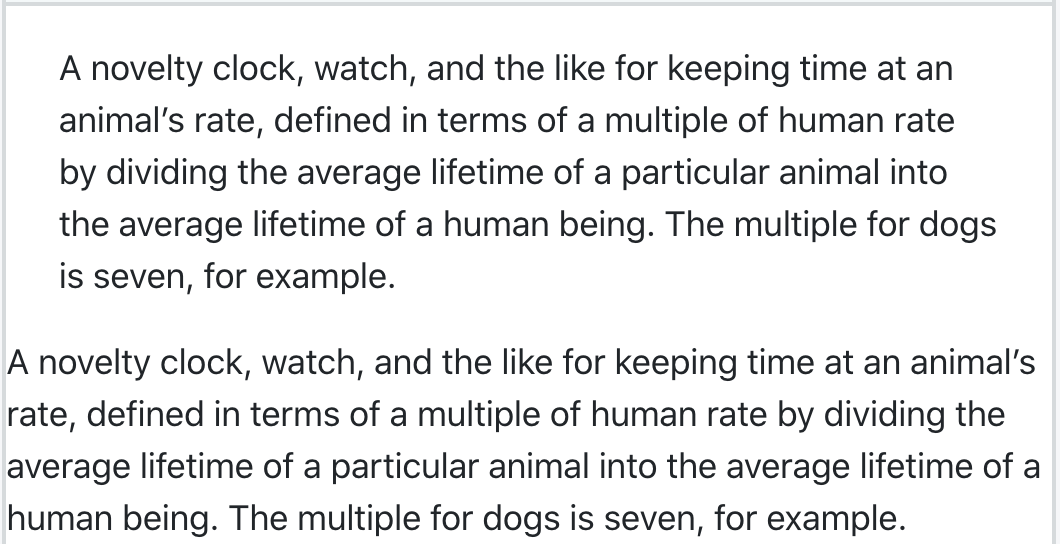 A novelty clock, watch, and the like for keeping time at an
animal’s rate, defined in terms of a multiple of human rate
by dividing the average lifetime of a particular animal into
the average lifetime of a human being. The multiple for dogs
is seven, for example.
A novelty clock, watch, and the like for keeping time at an animal’s
rate, defined in terms of a multiple of human rate by dividing the
average lifetime of a particular animal into the average lifetime of a
human being. The multiple for dogs is seven, for example.